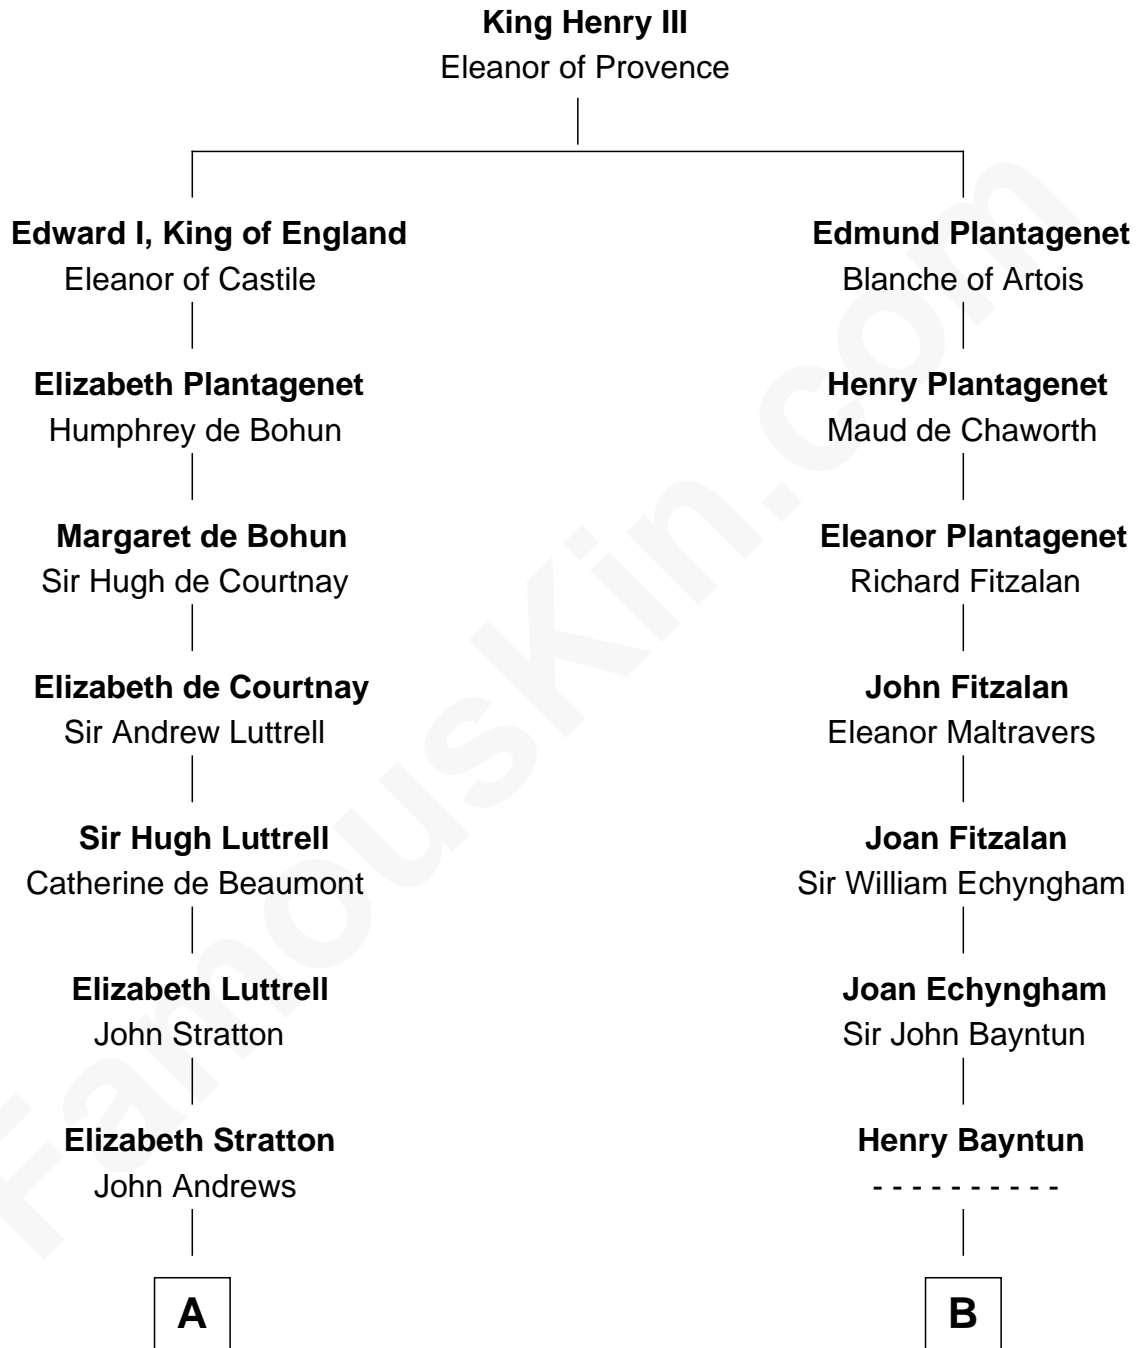 King Henry III
Eleanor of Provence
Edward I, King of England
Eleanor of Castile
Elizabeth Plantagenet
Humphrey de Bohun
Margaret de Bohun
Sir Hugh de Courtnay
Elizabeth de Courtnay
Sir Andrew Luttrell
Sir Hugh Luttrell
Catherine de Beaumont
Elizabeth Luttrell
John Stratton
Elizabeth Stratton
John Andrews
A
Edmund Plantagenet
Blanche of Artois
Henry Plantagenet
Maud de Chaworth
Eleanor Plantagenet
Richard Fitzalan
John Fitzalan
Eleanor Maltravers
Joan Fitzalan
Sir William Echyngham
Joan Echyngham
Sir John Bayntun
Henry Bayntun
- - - - - - - - - -
B
FamousKin.com